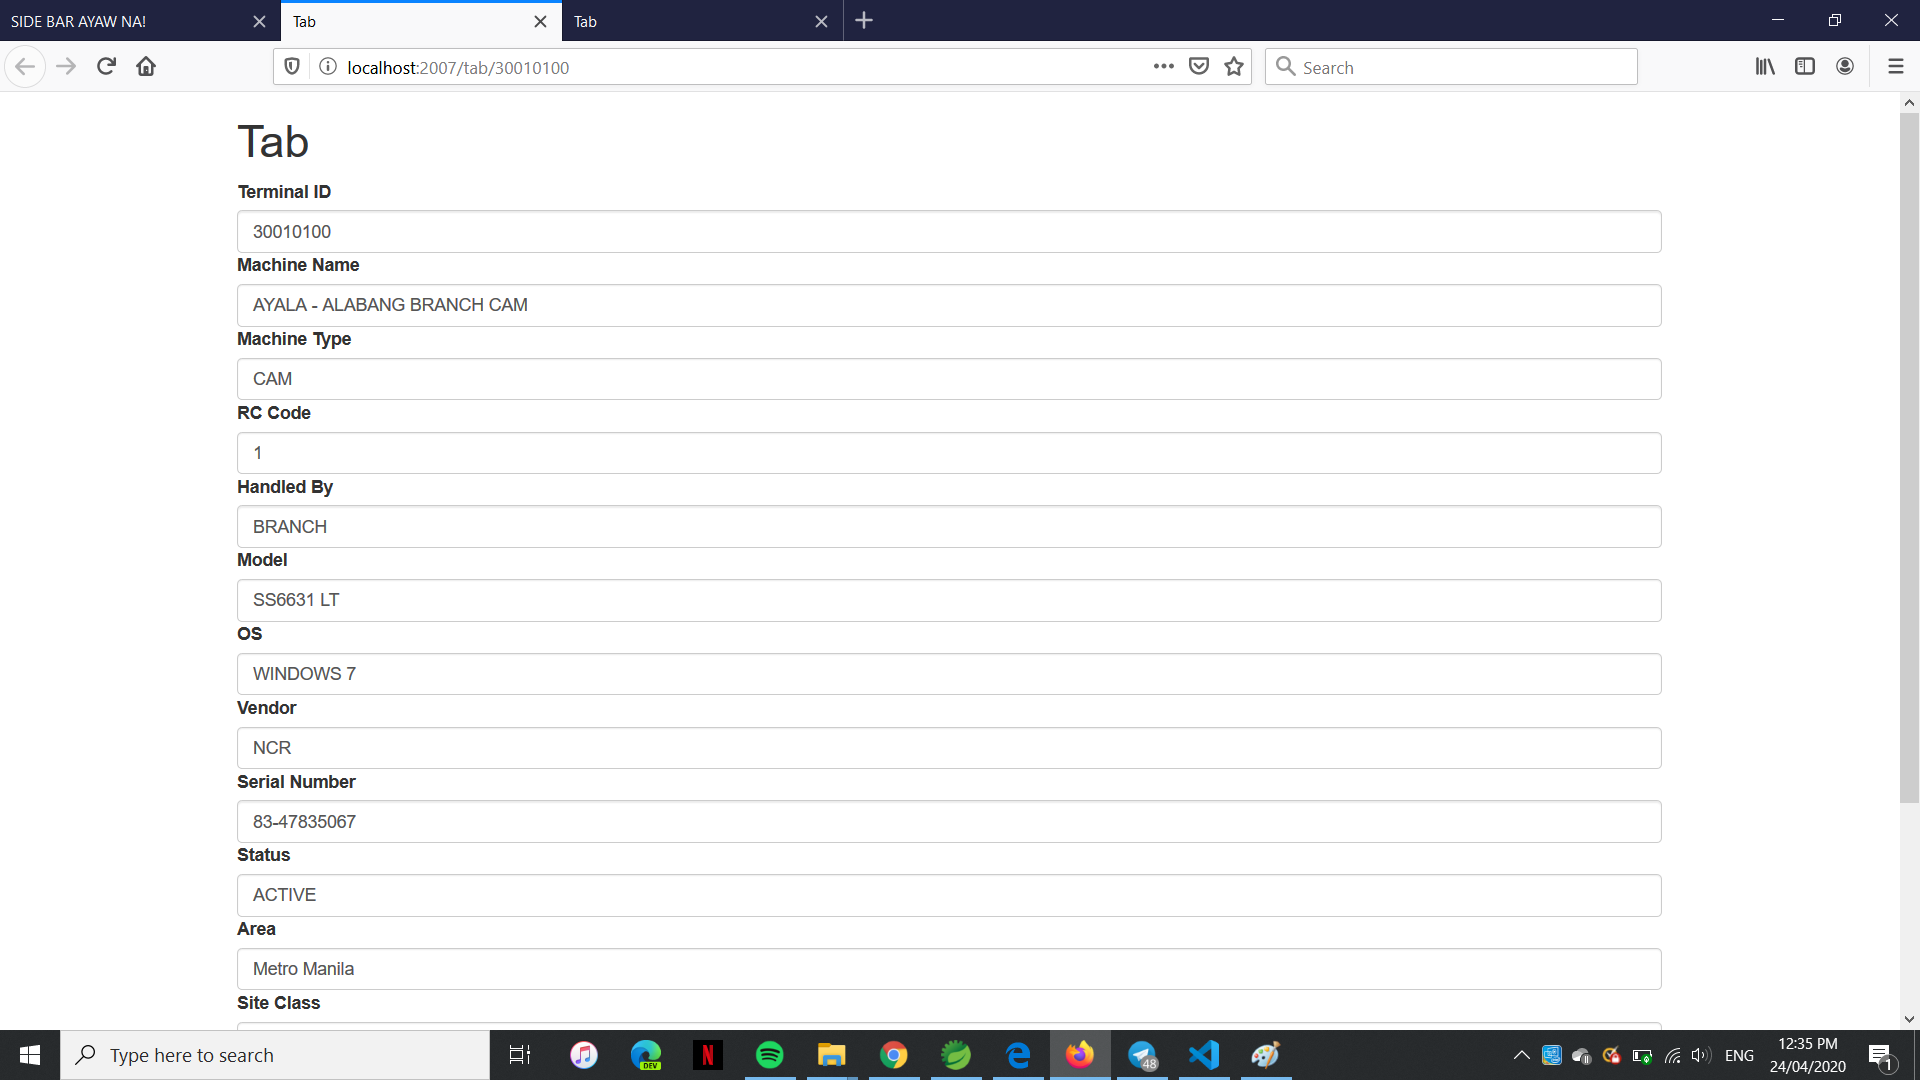 SIDE BAR AYAW NA!
Tab
Tab
localhost:2007/tab/30010100
Search
Tab
Terminal ID
30010100
Machine Name
AYALA - ALABANG BRANCH CAM
Machine Type
CAM
RC Code
1
Handled By
BRANCH
Model
SS6631 LT
OS
WINDOWS 7
Vendor
NCR
Serial Number
83-47835067
Status
ACTIVE
Area
Metro Manila
Site Class
Type here to search
DEV
N
48
ENG
12:35 PM
24/04/2020
1